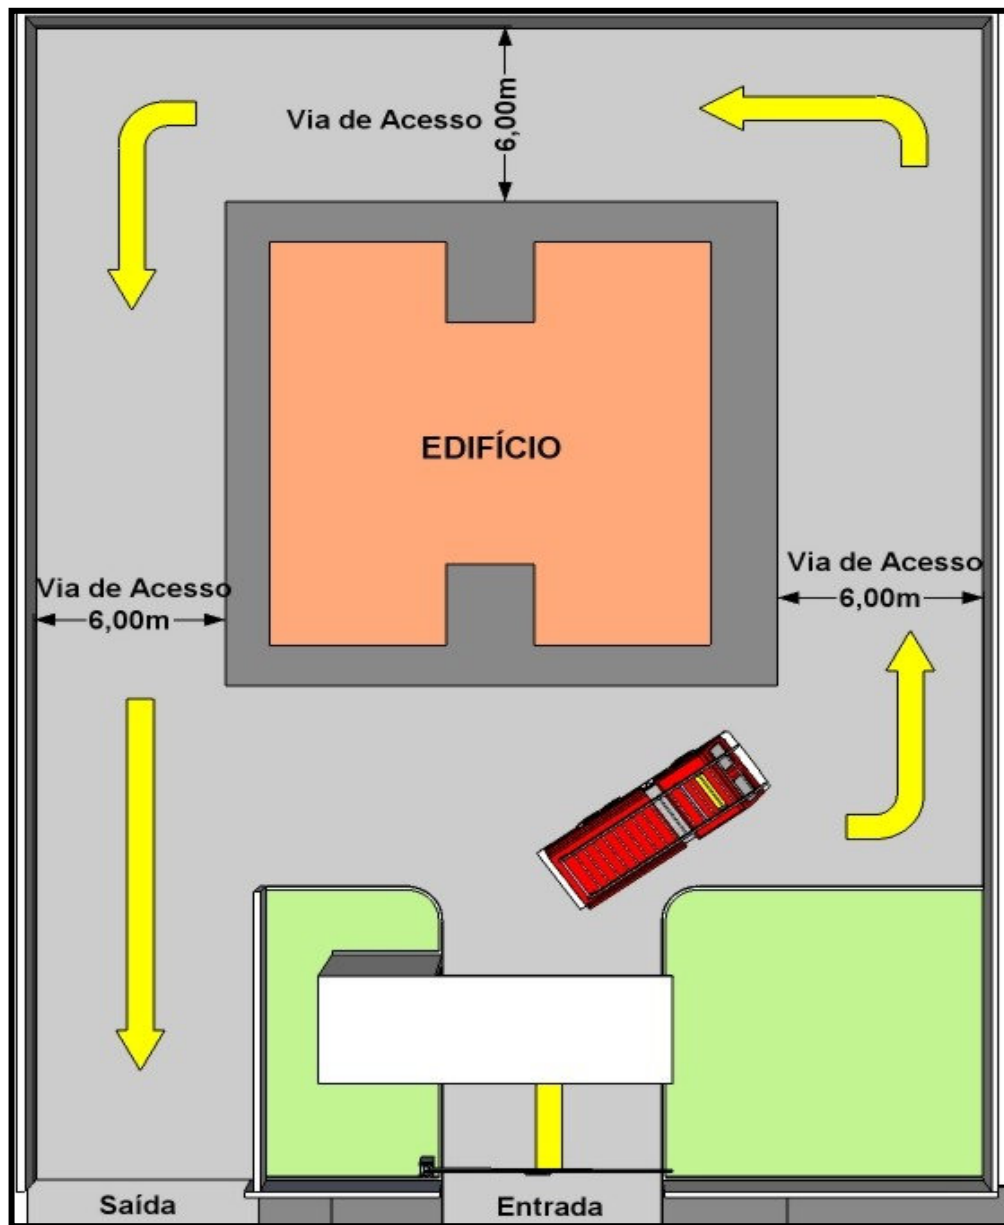 Via de Acesso
6,00m
EDIFÍCIO
Via de Acesso
6,00m
Via de Acesso
6,00m
Saída
Entrada